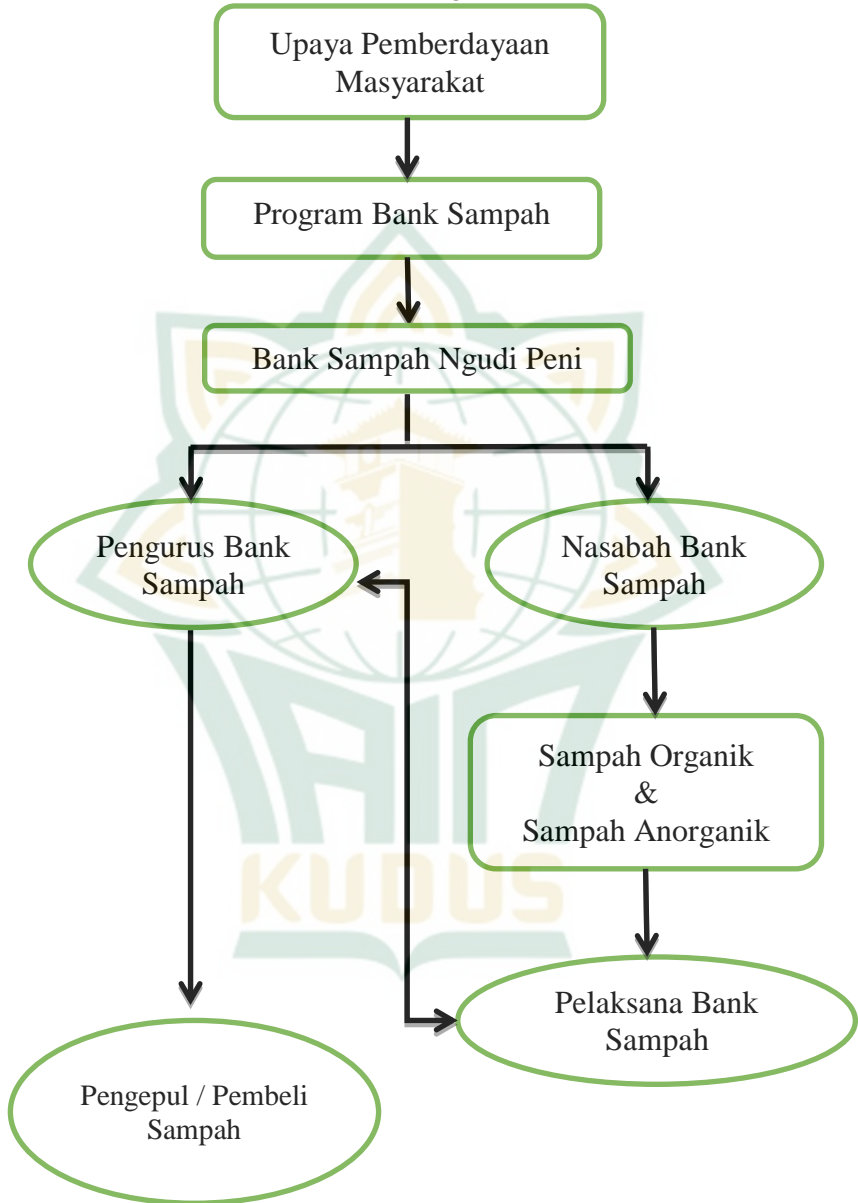 Upaya Pemberdayaan
Masyarakat
Program Bank Sampah
Bank Sampah Ngudi Peni
Pengurus Bank
Sampah
Nasabah Bank
Sampah
Sampah Organik
&
Sampah Anorganik
Pelaksana Bank
Sampah
Pengepul / Pembeli
Sampah
IAIN
KUDUS